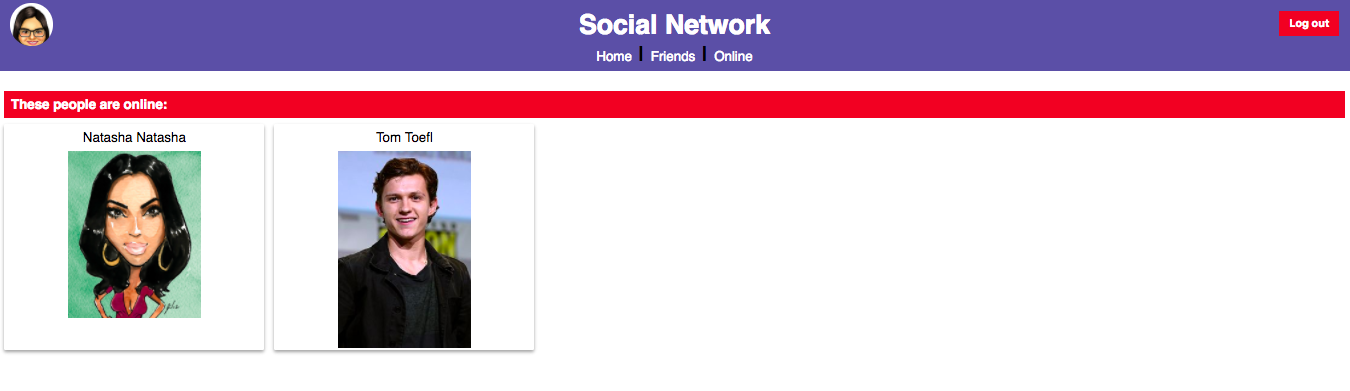 Social Network
Log out
Home | Friends | Online
These people are online:
Natasha Natasha
Tom Toefl